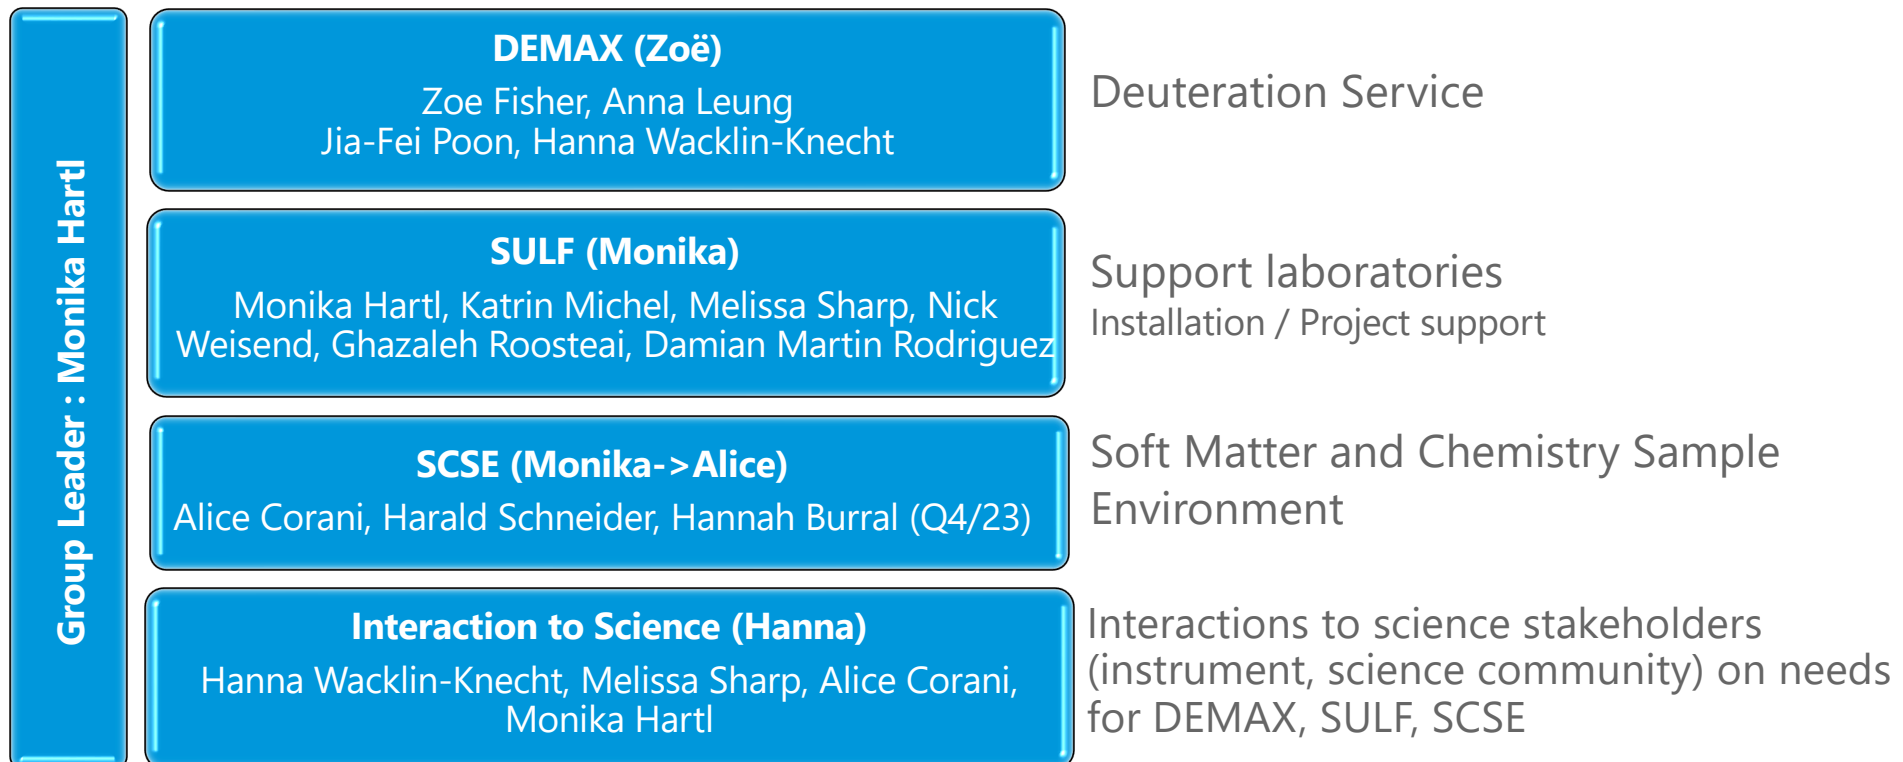 Group Leader : Monika Hartl
DEMAX (Zoë)
Zoe Fisher, Anna Leung
Jia-Fei Poon, Hanna Wacklin-Knecht
Deuteration Service
SULF (Monika)
Monika Hartl, Katrin Michel, Melissa Sharp, Nick
Weisend, Ghazaleh Roosteai, Damian Martin Rodriguez
Support laboratories
Installation / Project support
SCSE (Monika->Alice)
Alice Corani, Harald Schneider, Hannah Burral (Q4/23)
Soft Matter and Chemistry Sample
Environment
Interaction to Science (Hanna)
Hanna Wacklin-Knecht, Melissa Sharp, Alice Corani,
Monika Hartl
Interactions to science stakeholders
(instrument, science community) on needs
for DEMAX, SULF, SCSE